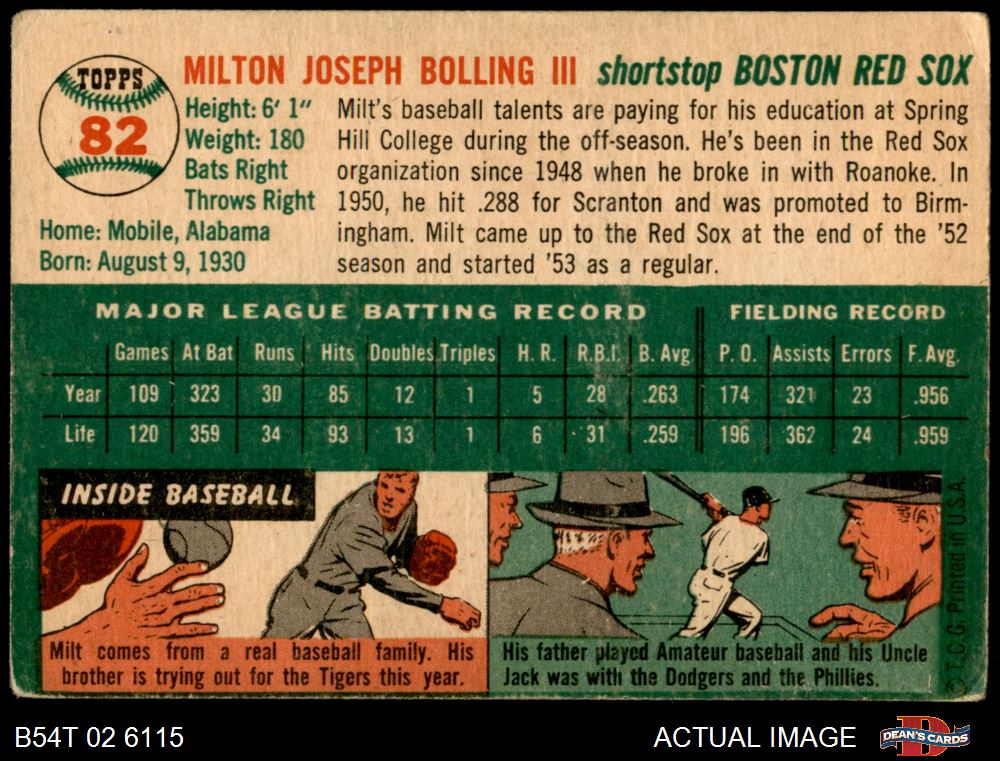 TOPPS
82
MILTON JOSEPH BOLLING III shortstop BOSTON RED SOX
Height: 6' 1"
Weight: 180
Bats Right
Throws Right
Home: Mobile, Alabama
Born: August 9, 1930
Milt's baseball talents are paying for his education at Spring
Hill College during the off-season. He's been in the Red Sox
organization since 1948 when he broke in with Roanoke. In
1950, he hit .288 for Scranton and was promoted to Birm-
ingham. Milt came up to the Red Sox at the end of the '52
season and started '53 as a regular.
MAJOR LEAGUE BATTING RECORD FIELDING RECORD
Games At Bat Runs Hits Doubles Triples H. R. R.B.I. B. Avg P. O. Assists Errors F. Avg.
Year 109 323 30 85 12 1 5 28 .263 174 321 23 .956
Life 120 359 34 93 13 1 6 31 .259 196 362 24 .959
INSIDE BASEBALL
Milt comes from a real baseball family. His
brother is trying out for the Tigers this year.
His father played Amateur baseball and his Uncle
Jack was with the Dodgers and the Phillies.
© T.C.G. Printed in U.S.A.
B54T 02 6115
ACTUAL IMAGE
D
DEAN'S CARDS